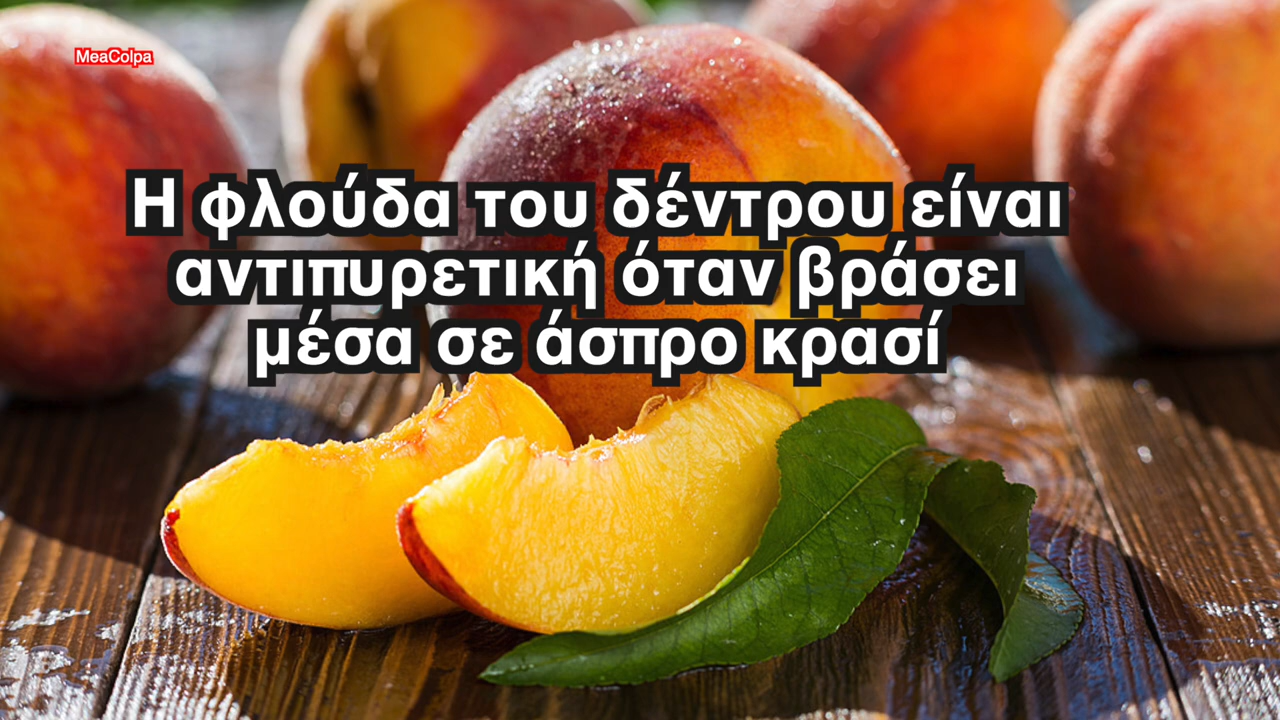 MeaColpa
Η φλούδα του δέντρου είναι
αντιπυρετική όταν βράσει
μέσα σε άσπρο κρασί